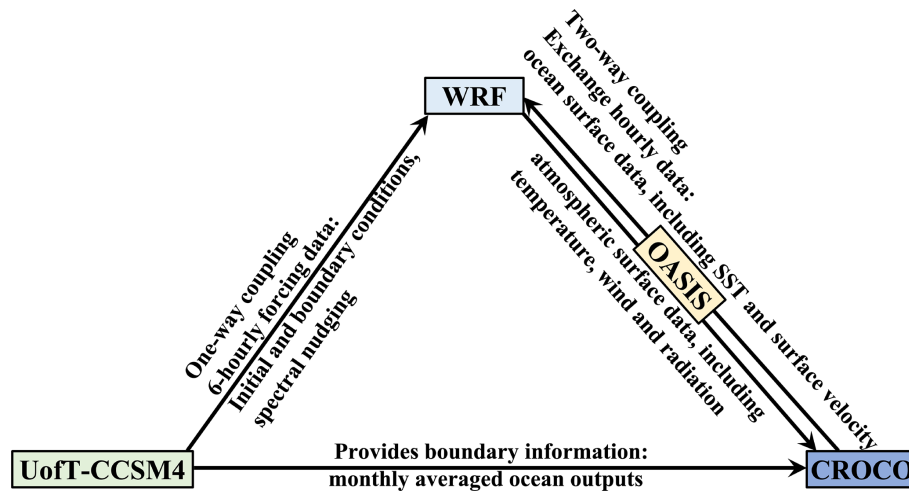 WRF
Two-way coupling
Exchange hourly data:
ocean surface data, including SST and surface velocity
OASIS
atmospheric surface data, including
temperature, wind and radiation
One-way coupling
6-hourly forcing data:
Initial and boundary conditions,
spectral nudging
UofT-CCSM4
Provides boundary information:
monthly averaged ocean outputs
CROCO